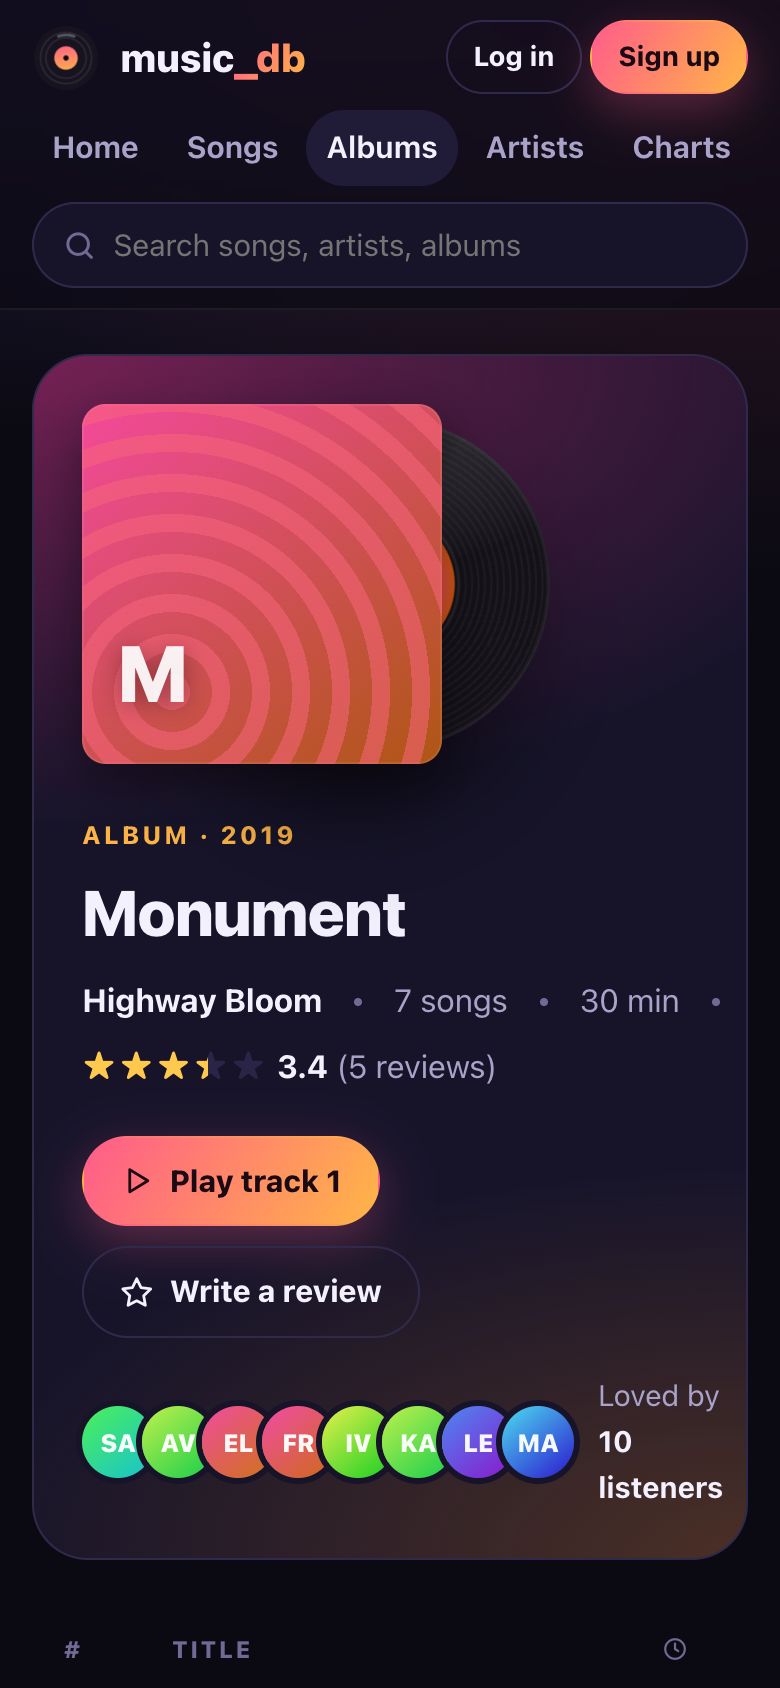 music_db
Log in
Sign up
Home Songs Albums Artists Charts
Search songs, artists, albums
M
ALBUM · 2019
Monument
Highway Bloom • 7 songs • 30 min •
3.4 (5 reviews)
Play track 1
Write a review
SA AV EL FR IV KA LE MA
Loved by
10
listeners
# TITLE